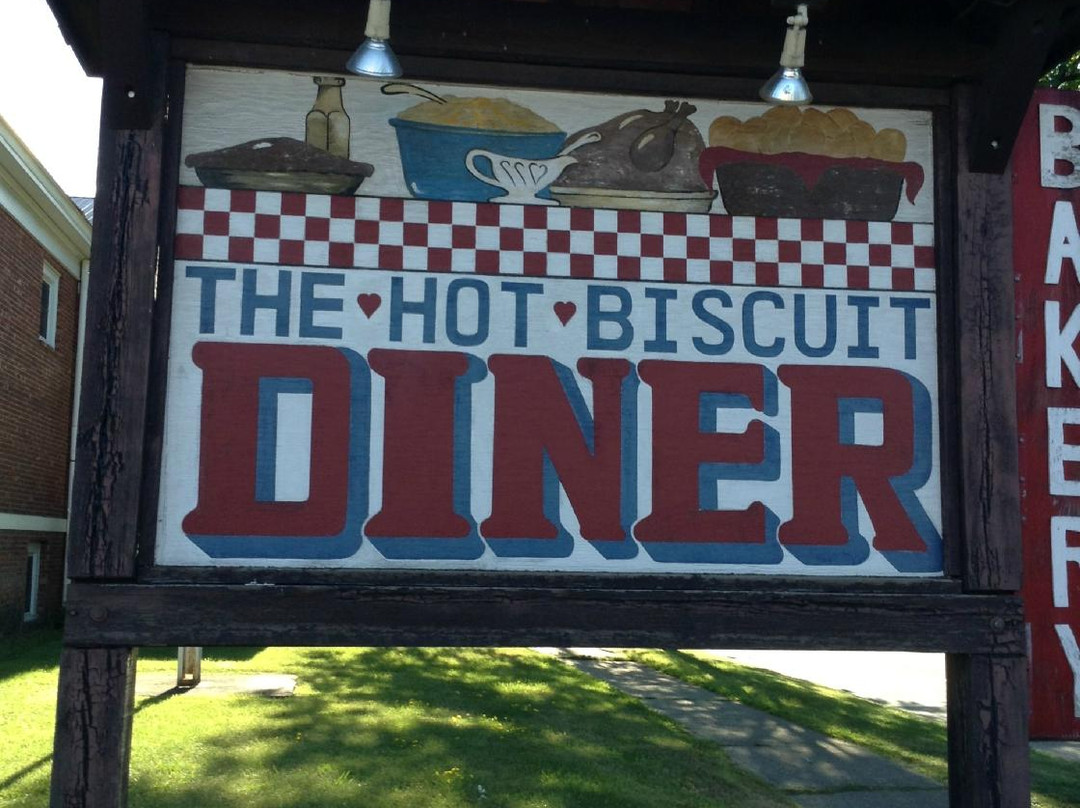 THE ♥ HOT ♥ BISCUIT
DINER
BAKERY